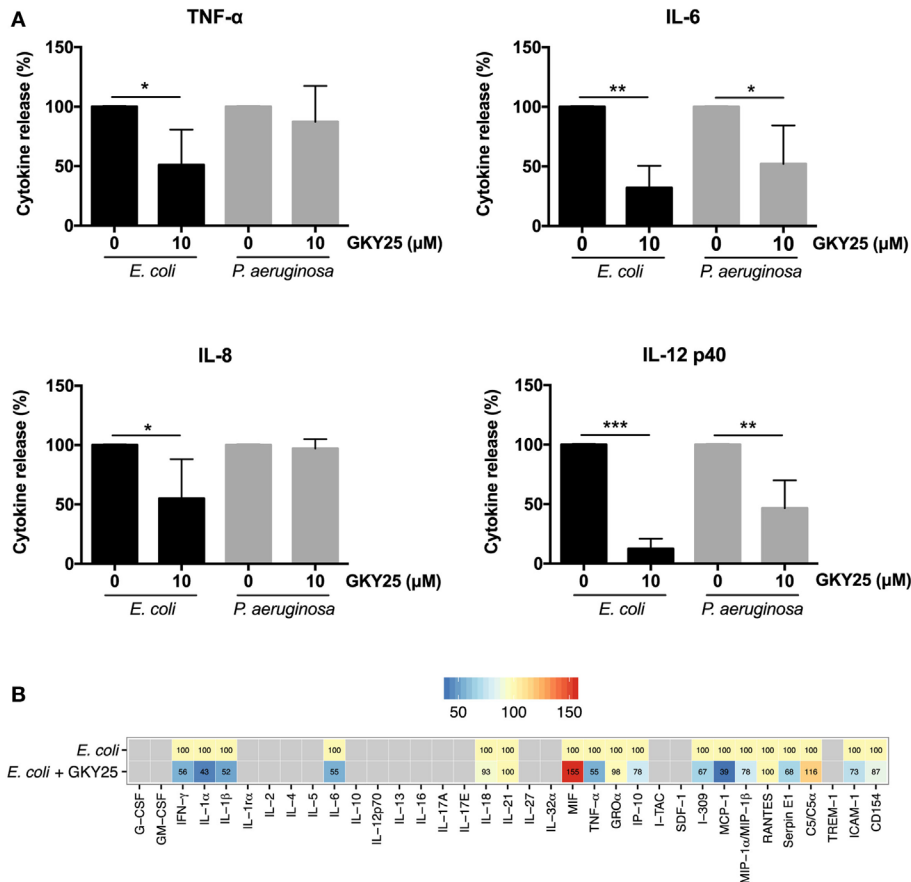 A
TNF-α
IL-6
Cytokine release (%)
150
100
50
0
*
0 10 0 10 GKY25 (µM)
E. coli P. aeruginosa
Cytokine release (%)
150
100
50
0
** *
0 10 0 10 GKY25 (µM)
E. coli P. aeruginosa
IL-8
IL-12 p40
Cytokine release (%)
150
100
50
0
*
0 10 0 10 GKY25 (µM)
E. coli P. aeruginosa
Cytokine release (%)
150
100
50
0
*** **
0 10 0 10 GKY25 (µM)
E. coli P. aeruginosa
B
50 100 150
E. coli 100 100 100 100 100 100 100 100 100 100 100 100 100 100 100 100 100 100
E. coli + GKY25 56 43 52 55 93 100 155 55 98 78 67 39 78 100 68 116 73 87
G-CSF
GM-CSF
IFN-γ
IL-1α
IL-1β
IL-1rα
IL-2
IL-4
IL-5
IL-6
IL-10
IL-12p70
IL-13
IL-16
IL-17A
IL-17E
IL-18
IL-21
IL-27
IL-32α
MIF
TNF-α
GROα
IP-10
I-TAC
SDF-1
I-309
MCP-1
MIP-1α/MIP-1β
RANTES
Serpin E1
C5/C5α
TREM-1
ICAM-1
CD154